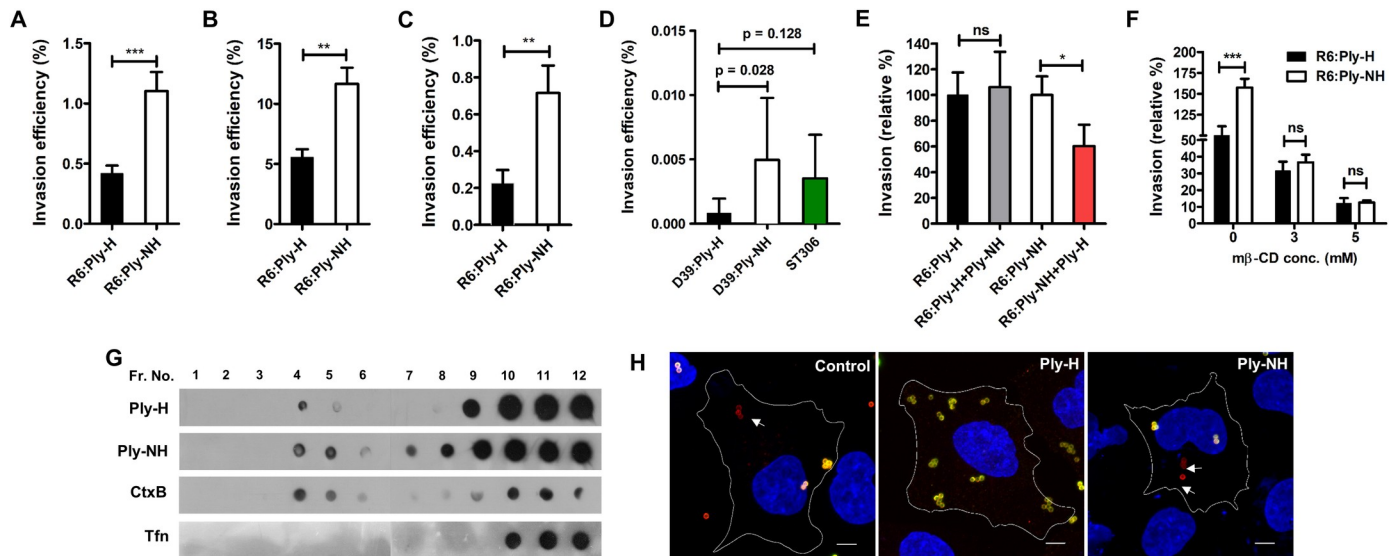 A
Invasion efficiency (%)
1.5
1.0
0.5
0.0
***
R6:Ply-H
R6:Ply-NH
B
Invasion efficiency (%)
15
10
5
0
**
R6:Ply-H
R6:Ply-NH
C
Invasion efficiency (%)
1.0
0.8
0.6
0.4
0.2
0.0
**
R6:Ply-H
R6:Ply-NH
D
Invasion efficiency (%)
0.015
0.010
0.005
0.000
p = 0.128
p = 0.028
D39:Ply-H
D39:Ply-NH
ST306
E
Invasion (relative %)
140
120
100
80
60
40
20
0
ns
*
R6:Ply-H
R6:Ply-H+Ply-NH
R6:Ply-NH
R6:Ply-NH+Ply-H
F
Invasion (relative %)
200
175
150
125
50
40
30
20
10
0
***
ns
ns
R6:Ply-H
R6:Ply-NH
0 3 5
mβ-CD conc. (mM)
G
Fr. No. 1 2 3 4 5 6 7 8 9 10 11 12
Ply-H
Ply-NH
CtxB
Tfn
H
Control
Ply-H
Ply-NH